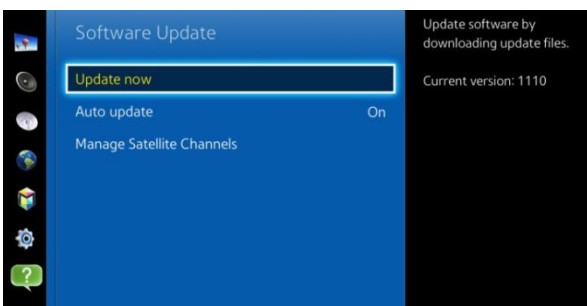 Software Update
Update now
Auto update On
Manage Satellite Channels
Update software by
downloading update files.
Current version: 1110
?